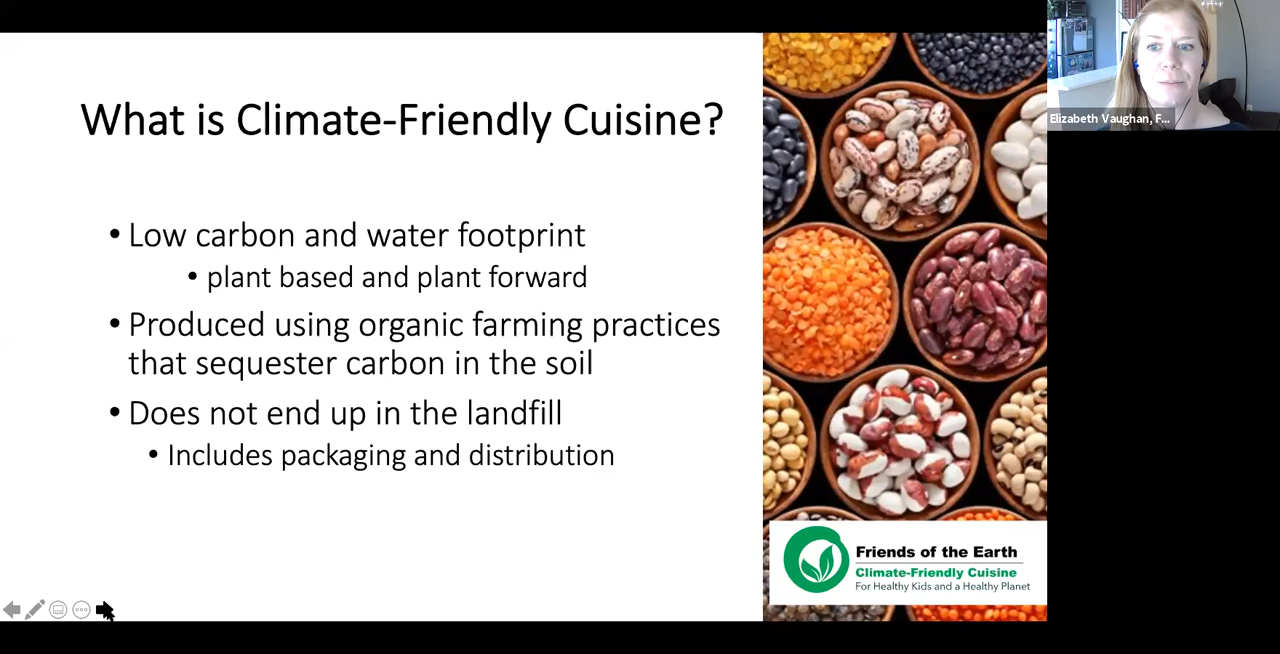 What is Climate-Friendly Cuisine?
• Low carbon and water footprint
• plant based and plant forward
• Produced using organic farming practices
that sequester carbon in the soil
• Does not end up in the landfill
• Includes packaging and distribution
Friends of the Earth
Climate-Friendly Cuisine
For Healthy Kids and a Healthy Planet
Elizabeth Vaughan, F...